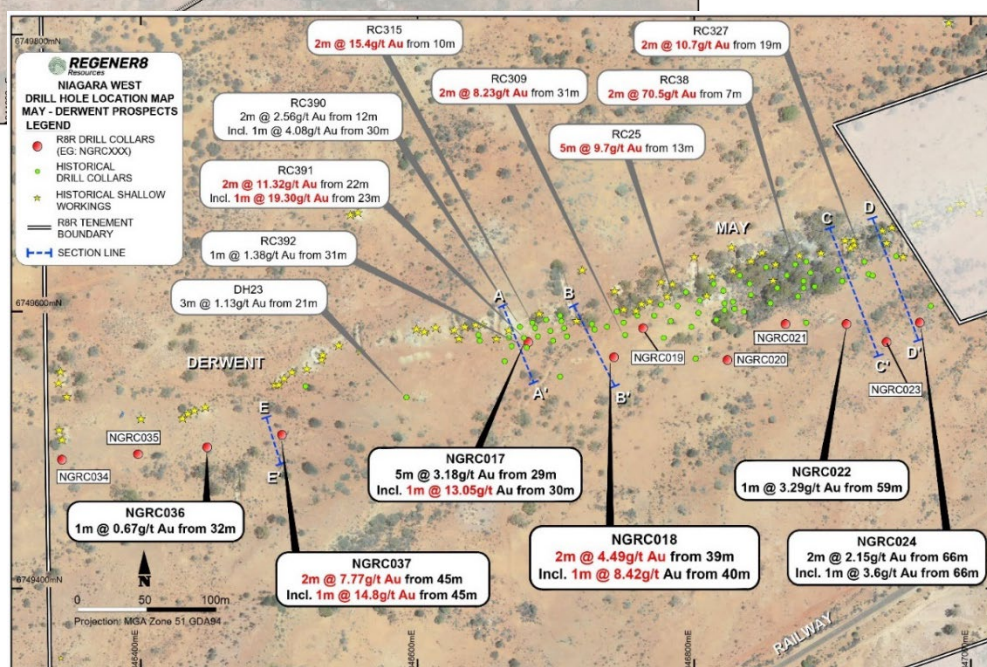 6749800mN
REGENER8
Resources
NIAGARA WEST
DRILL HOLE LOCATION MAP
MAY - DERWENT PROSPECTS
LEGEND
R8R DRILL COLLARS
(EG: NGRCXXX)
HISTORICAL
DRILL COLLARS
HISTORICAL SHALLOW
WORKINGS
R8R TENEMENT
BOUNDARY
SECTION LINE
RC315
2m @ 15.4g/t Au from 10m
RC327
2m @ 10.7g/t Au from 19m
RC309
2m @ 8.23g/t Au from 31m
RC38
2m @ 70.5g/t Au from 7m
RC390
2m @ 2.56g/t Au from 12m
Incl. 1m @ 4.08g/t Au from 30m
RC25
5m @ 9.7g/t Au from 13m
RC391
2m @ 11.32g/t Au from 22m
Incl. 1m @ 19.30g/t Au from 23m
RC392
1m @ 1.38g/t Au from 31m
DH23
3m @ 1.13g/t Au from 21m
MAY
C
D
A
B
6749600mN
DERWENT
NGRC019
NGRC020
NGRC021
C'
D'
NGRC023
A'
B'
E
E'
NGRC035
NGRC034
NGRC017
5m @ 3.18g/t Au from 29m
Incl. 1m @ 13.05g/t Au from 30m
NGRC022
1m @ 3.29g/t Au from 59m
NGRC036
1m @ 0.67g/t Au from 32m
NGRC018
2m @ 4.49g/t Au from 39m
Incl. 1m @ 8.42g/t Au from 40m
NGRC024
2m @ 2.15g/t Au from 66m
Incl. 1m @ 3.6g/t Au from 66m
NGRC037
2m @ 7.77g/t Au from 45m
Incl. 1m @ 14.8g/t Au from 45m
N
6749400mN
0 50 100m
Projection: MGA Zone 51 GDA94
RAILWAY